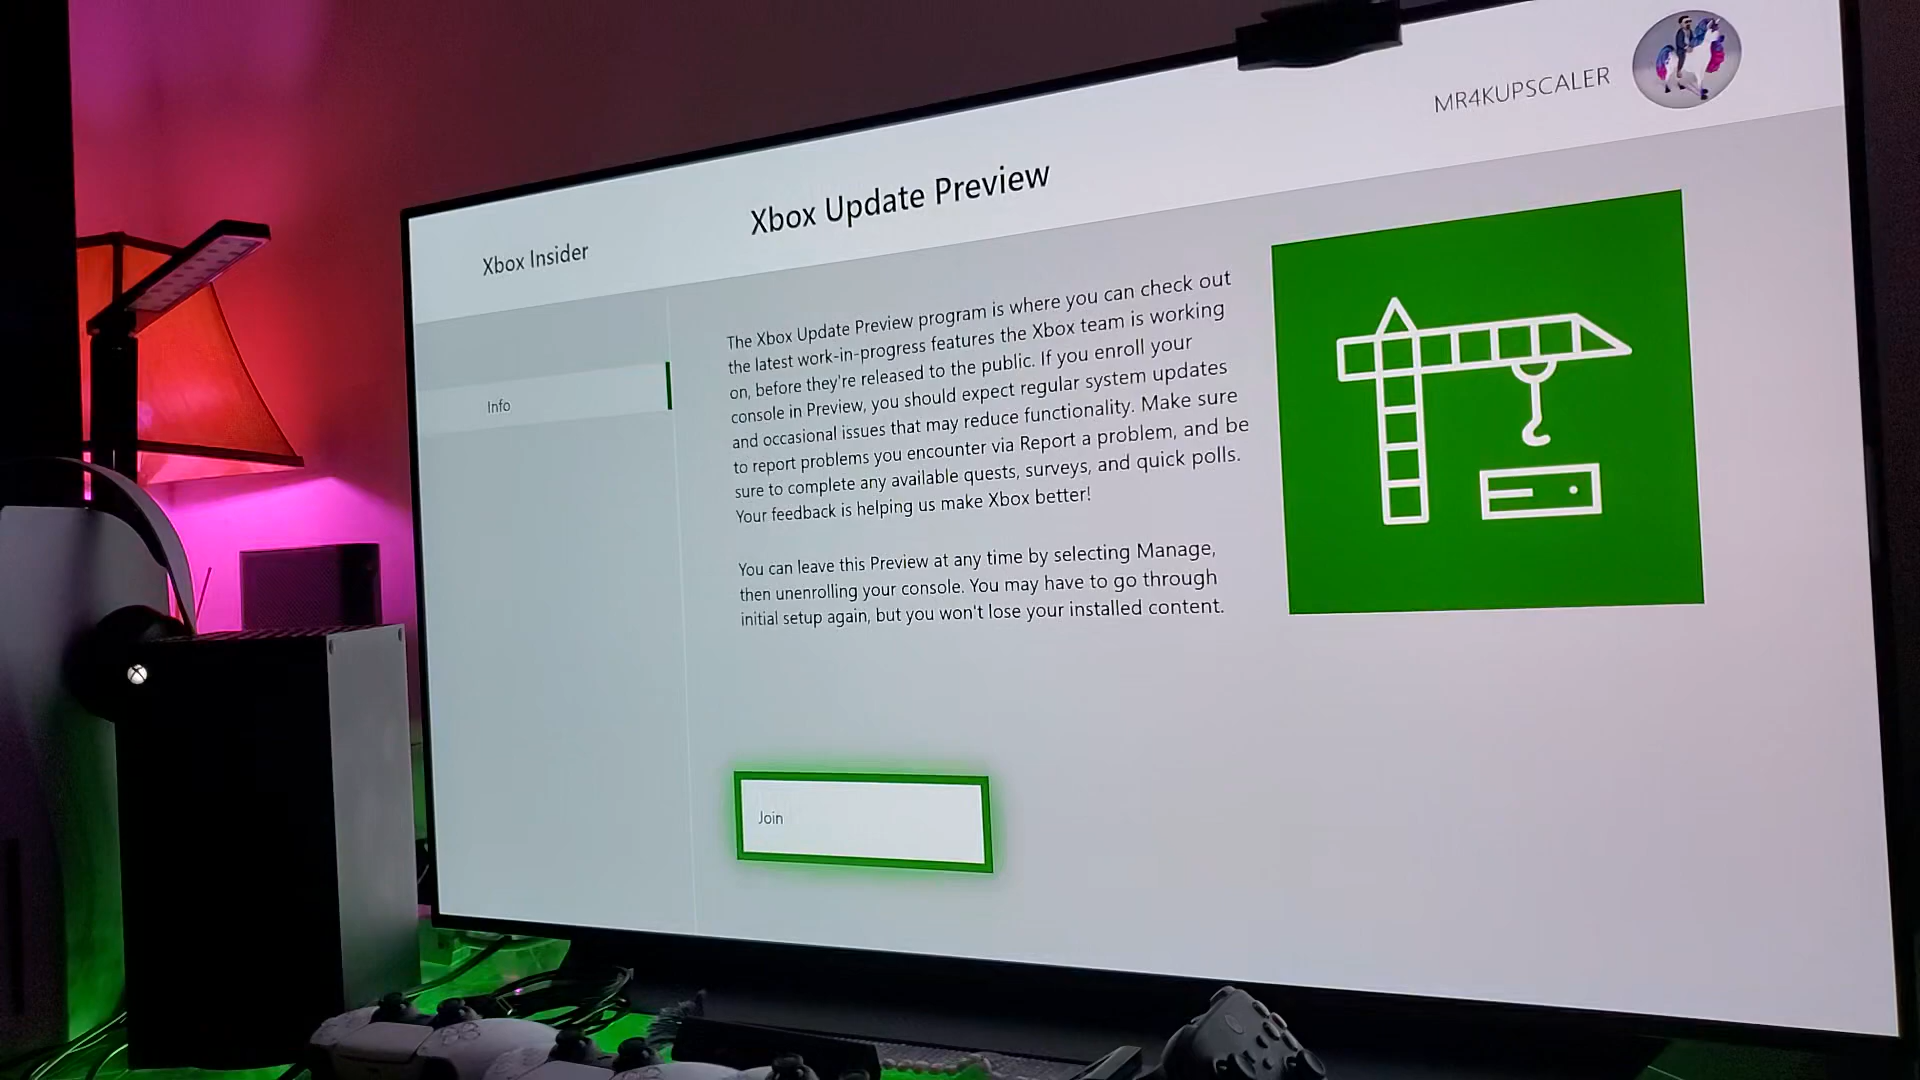 MR4KUPSCALER
Xbox Update Preview
Xbox Insider
Info
The Xbox Update Preview program is where you can check out
the latest work-in-progress features the Xbox team is working
on, before they're released to the public. If you enroll your
console in Preview, you should expect regular system updates
and occasional issues that may reduce functionality. Make sure
to report problems you encounter via Report a problem, and be
sure to complete any available quests, surveys, and quick polls.
Your feedback is helping us make Xbox better!
You can leave this Preview at any time by selecting Manage,
then unenrolling your console. You may have to go through
initial setup again, but you won't lose your installed content.
Join